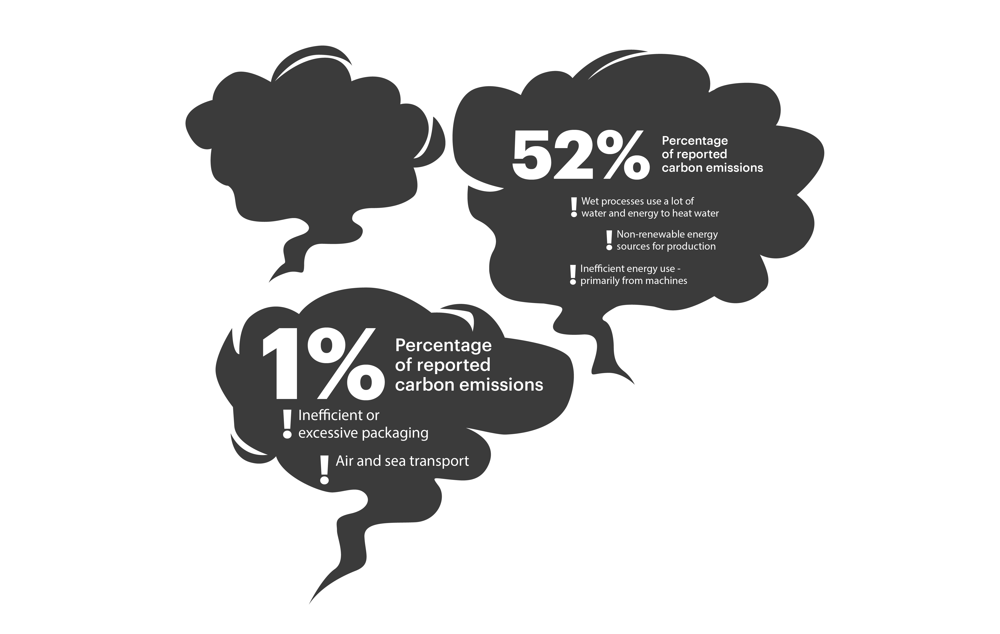 52%
Percentage
of reported
carbon emissions
! Wet processes use a lot of
water and energy to heat water
! Non-renewable energy
sources for production
! Inefficient energy use -
primarily from machines
1%
Percentage
of reported
carbon emissions
! Inefficient or
excessive packaging
! Air and sea transport